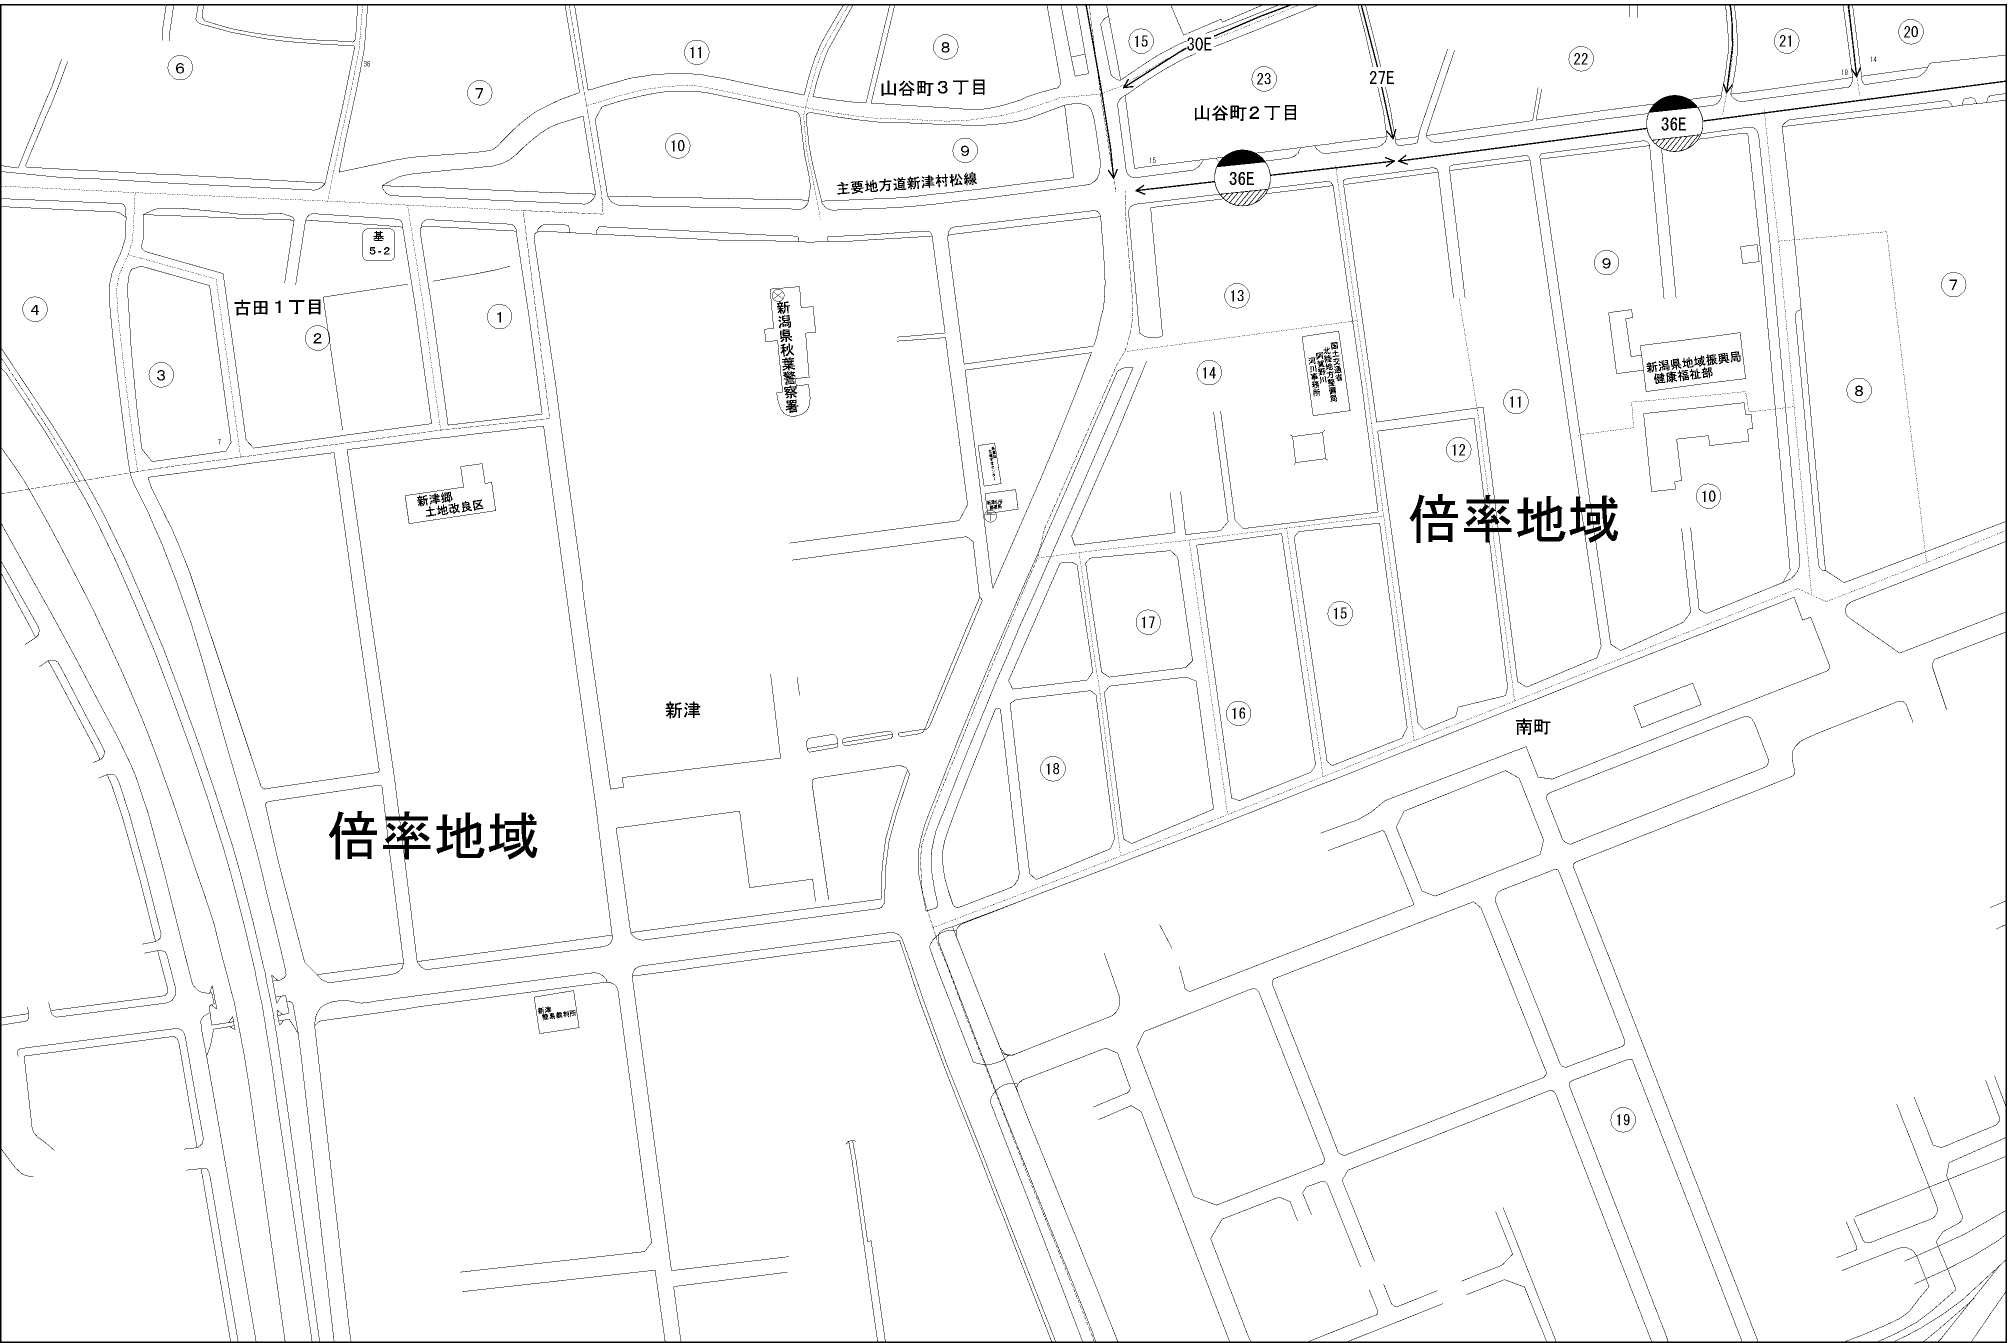 ⑥
36
⑦
⑪
⑧
山谷町３丁目
⑮
30E
㉓
山谷町２丁目
27E
㉒
㉑
18
14
⑳
36E
36E
15
⑩
⑨
主要地方道新津村松線
基
5-2
④
古田１丁目
②
①
③
7
新潟県秋葉警察署
⑬
⑨
⑦
⑭
国土交通省
北陸地方整備局
阿賀野川
河川事務所
新潟県地域振興局
健康福祉部
⑧
⑪
⑫
⑩
倍率地域
新津郷
土地改良区
⑰
⑮
⑯
新津
南町
⑱
倍率地域
新津
簡易裁判所
⑲